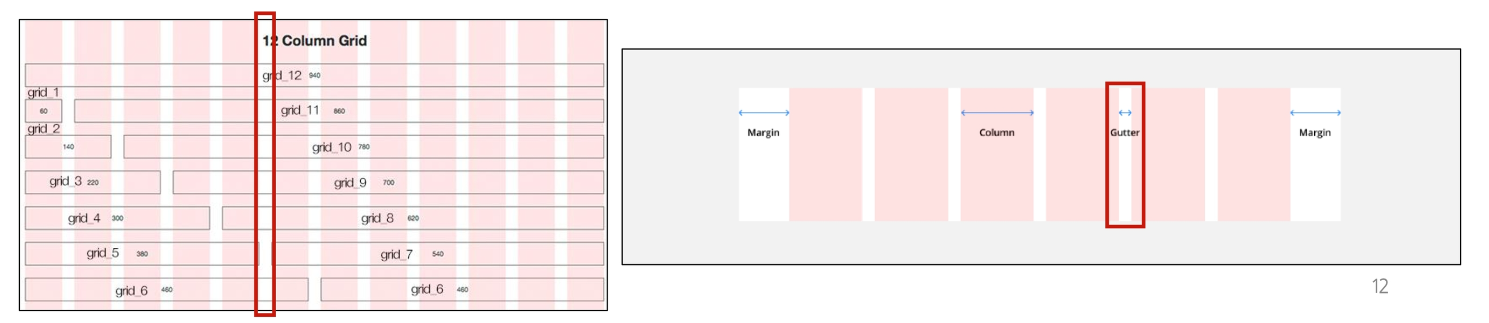 12 Column Grid
grid_12 940
grid_1
60
grid_11 860
grid_2
140
grid_10 780
grid_3 220
grid_9 700
grid_4 300
grid_8 620
grid_5 380
grid_7 540
grid_6 460
grid_6 460
Margin
Column
Gutter
Margin
12